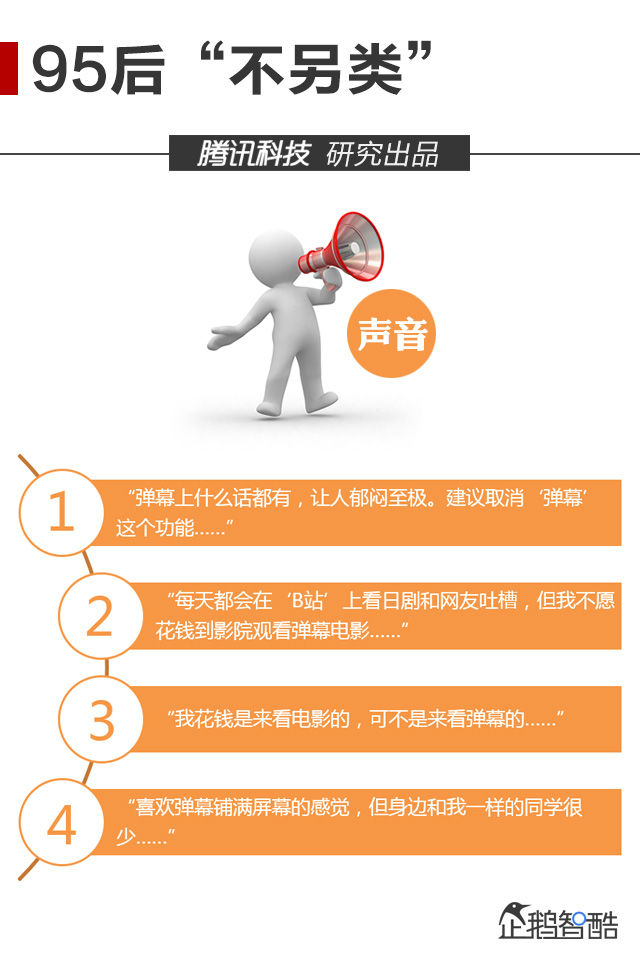 95后“不另类”
腾讯科技 研究出品
声音
1
“弹幕上什么话都有，让人郁闷至极。建议取消‘弹幕’
这个功能......”
2
“每天都会在‘B站’上看日剧和网友吐槽，但我不愿
花钱到影院观看弹幕电影......”
3
“我花钱是来看电影的，可不是来看弹幕的......”
4
“喜欢弹幕铺满屏幕的感觉，但身边和我一样的同学很
少......”
企鹅智酷